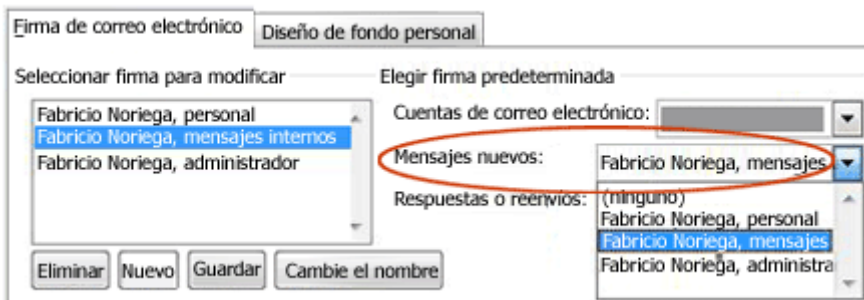 Firma de correo electrónico
Diseño de fondo personal
Seleccionar firma para modificar
Elegir firma predeterminada
Fabricio Noriega, personal
Fabricio Noriega, mensajes internos
Fabricio Noriega, administrador
Cuentas de correo electrónico:
Mensajes nuevos:
Fabricio Noriega, mensajes
Respuestas o reenvíos:
(ninguno)
Fabricio Noriega, personal
Fabricio Noriega, mensajes
Fabricio Noriega, administra
Eliminar
Nuevo
Guardar
Cambie el nombre